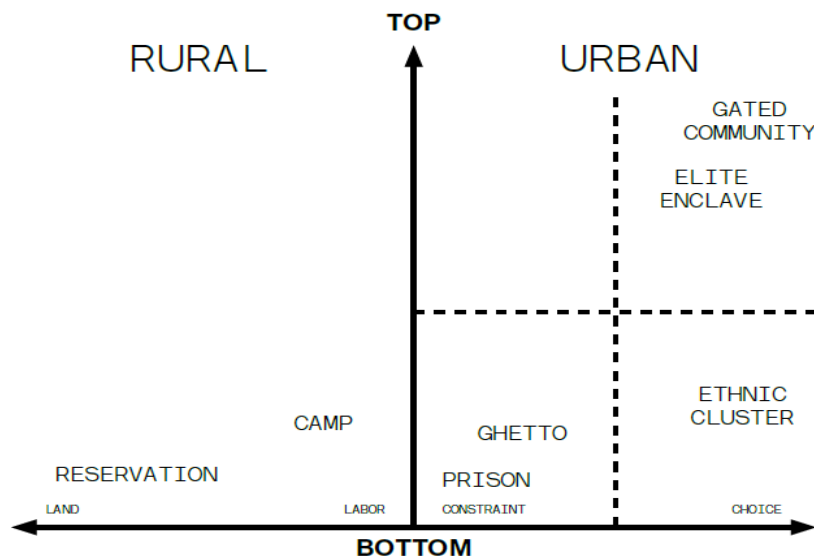 TOP
RURAL
URBAN
GATED
COMMUNITY
ELITE
ENCLAVE
ETHNIC
CLUSTER
CAMP
GHETTO
RESERVATION
PRISON
LAND
LABOR
CONSTRAINT
CHOICE
BOTTOM